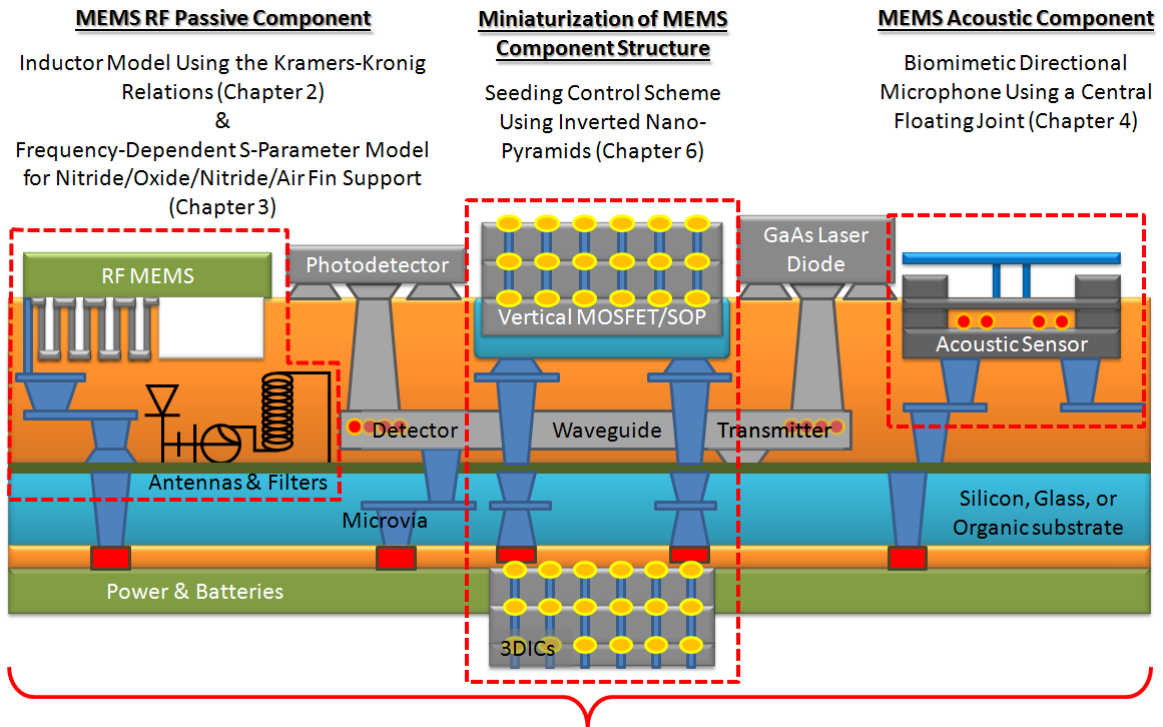 MEMS RF Passive Component
Inductor Model Using the Kramers-Kronig
Relations (Chapter 2)
&
Frequency-Dependent S-Parameter Model
for Nitride/Oxide/Nitride/Air Fin Support
(Chapter 3)
Miniaturization of MEMS
Component Structure
Seeding Control Scheme
Using Inverted Nano-
Pyramids (Chapter 6)
MEMS Acoustic Component
Biomimetic Directional
Microphone Using a Central
Floating Joint (Chapter 4)
RF MEMS
Photodetector
Vertical MOSFET/SOP
GaAs Laser
Diode
Acoustic Sensor
Detector
Waveguide
Transmitter
Antennas & Filters
Microvia
Silicon, Glass, or
Organic substrate
Power & Batteries
3DICs